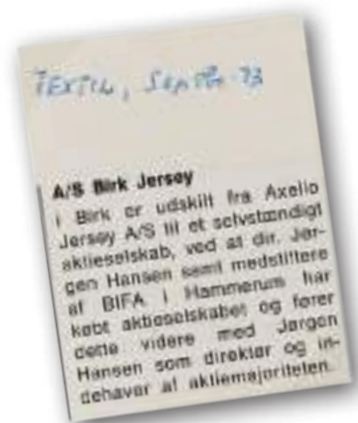 TEXTIL, Septbr. 73
A/S Birk Jersey
I Birk er udskilt fra Axello
Jersey A/S til et selvstændigt
aktieselskab, ved at dir. Jør-
gen Hansen samt medstiftere
af BIFA i Hammerum har
købt aktieselskabet og fører
dette videre med Jørgen
Hansen som direktør og in-
dehaver af aktiemajoriteten.